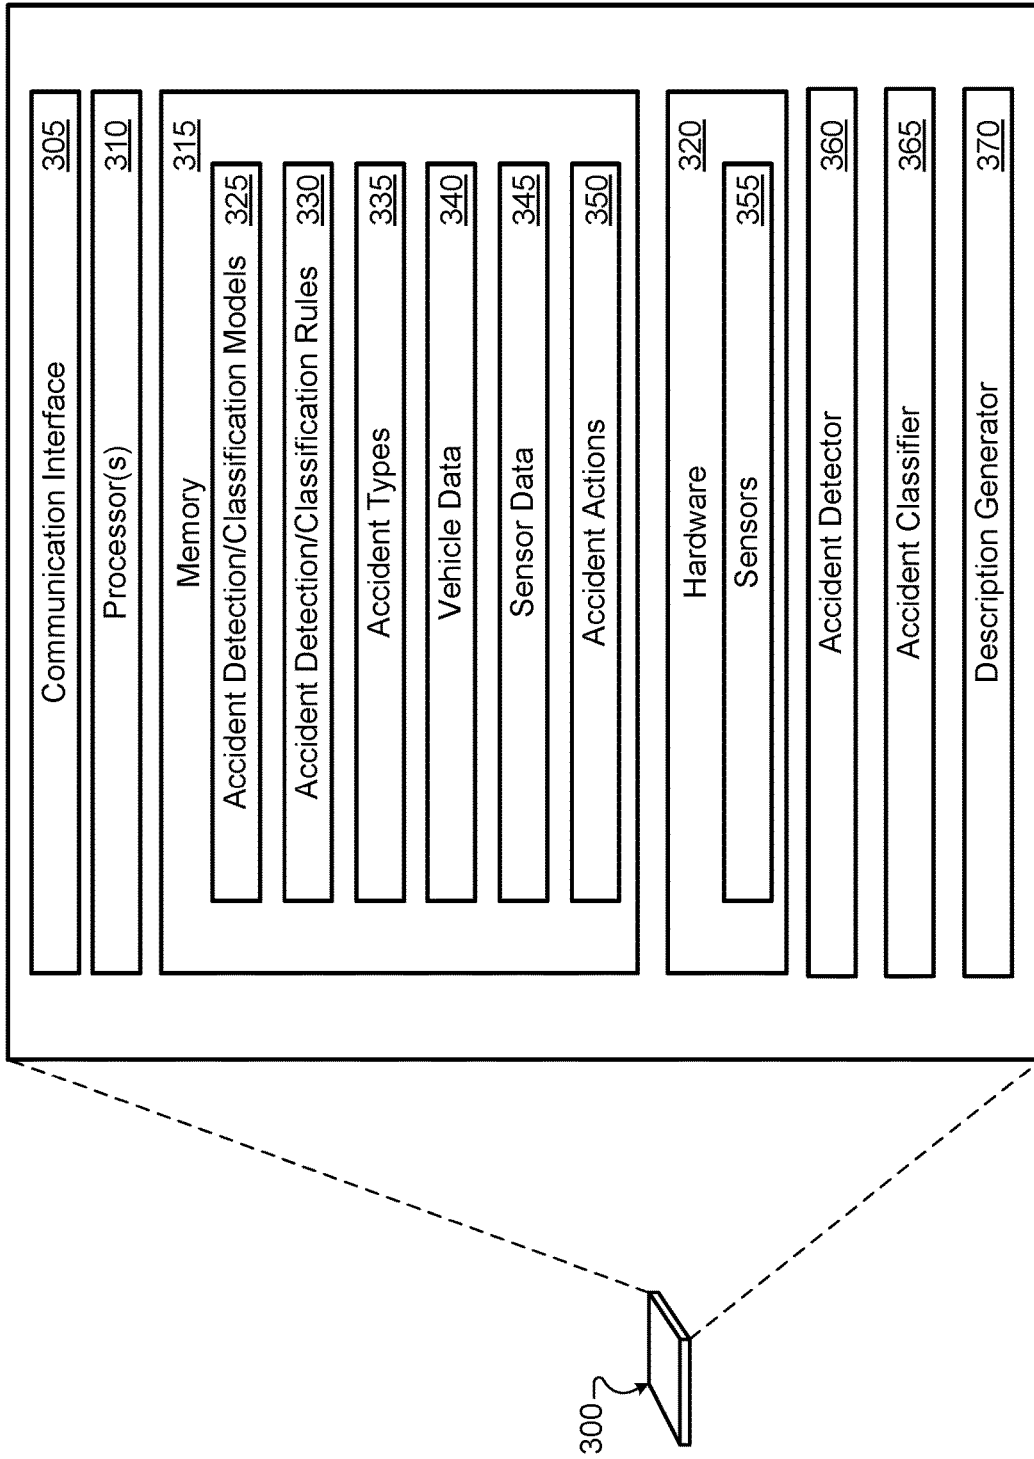 Communication Interface 305
Processor(s) 310
Memory 315
Accident Detection/Classification Models 325
Accident Detection/Classification Rules 330
Accident Types 335
Vehicle Data 340
Sensor Data 345
Accident Actions 350
Hardware 320
Sensors 355
Accident Detector 360
Accident Classifier 365
Description Generator 370
300